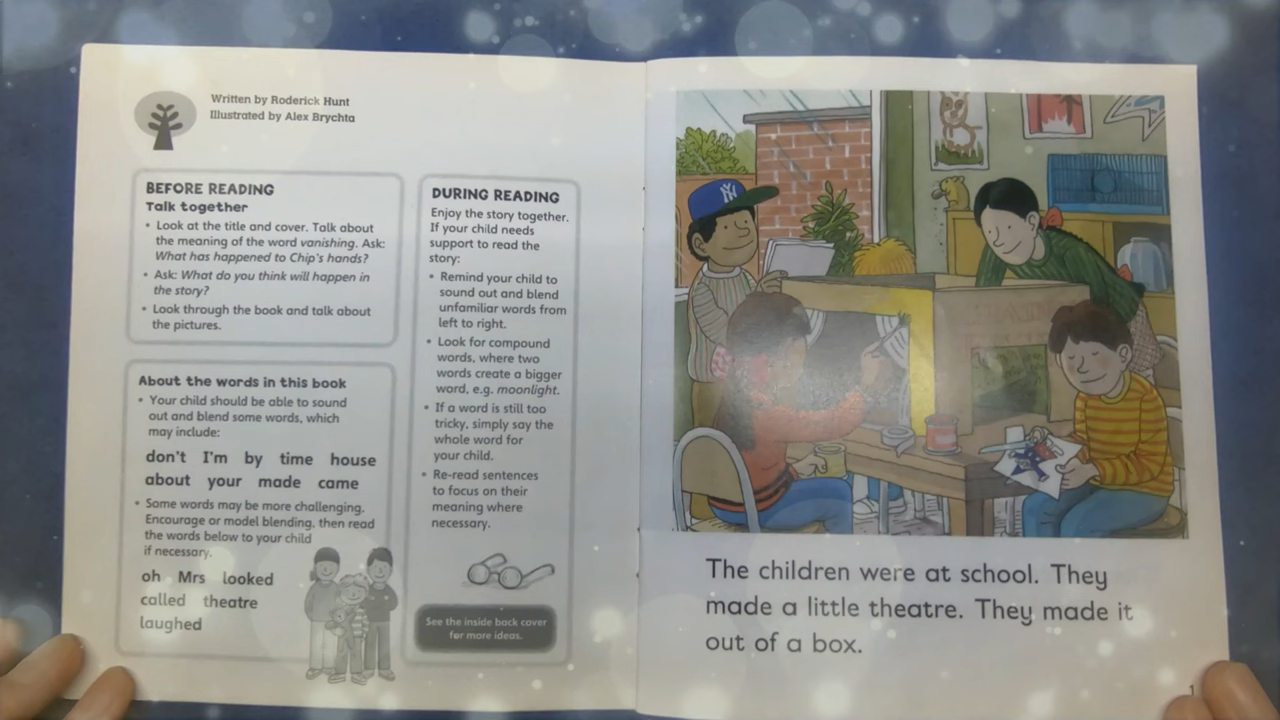 Written by Roderick Hunt
Illustrated by Alex Brychta
BEFORE READING
Talk together
• Look at the title and cover. Talk about
the meaning of the word vanishing. Ask:
What has happened to Chip's hands?
• Ask: What do you think will happen in
the story?
• Look through the book and talk about
the pictures.
About the words in this book
• Your child should be able to sound
out and blend some words, which
may include:
don't I'm by time house
about your made came
• Some words may be more challenging.
Encourage or model blending, then read
the words below to your child
if necessary.
oh Mrs looked
called theatre
laughed
DURING READING
Enjoy the story together.
If your child needs
support to read the
story:
• Remind your child to
sound out and blend
unfamiliar words from
left to right.
• Look for compound
words, where two
words create a bigger
word, e.g. moonlight.
• If a word is still too
tricky, simply say the
whole word for
your child.
• Re-read sentences
to focus on their
meaning where
necessary.
See the inside back cover
for more ideas.
NY
The children were at school. They
made a little theatre. They made it
out of a box.
1